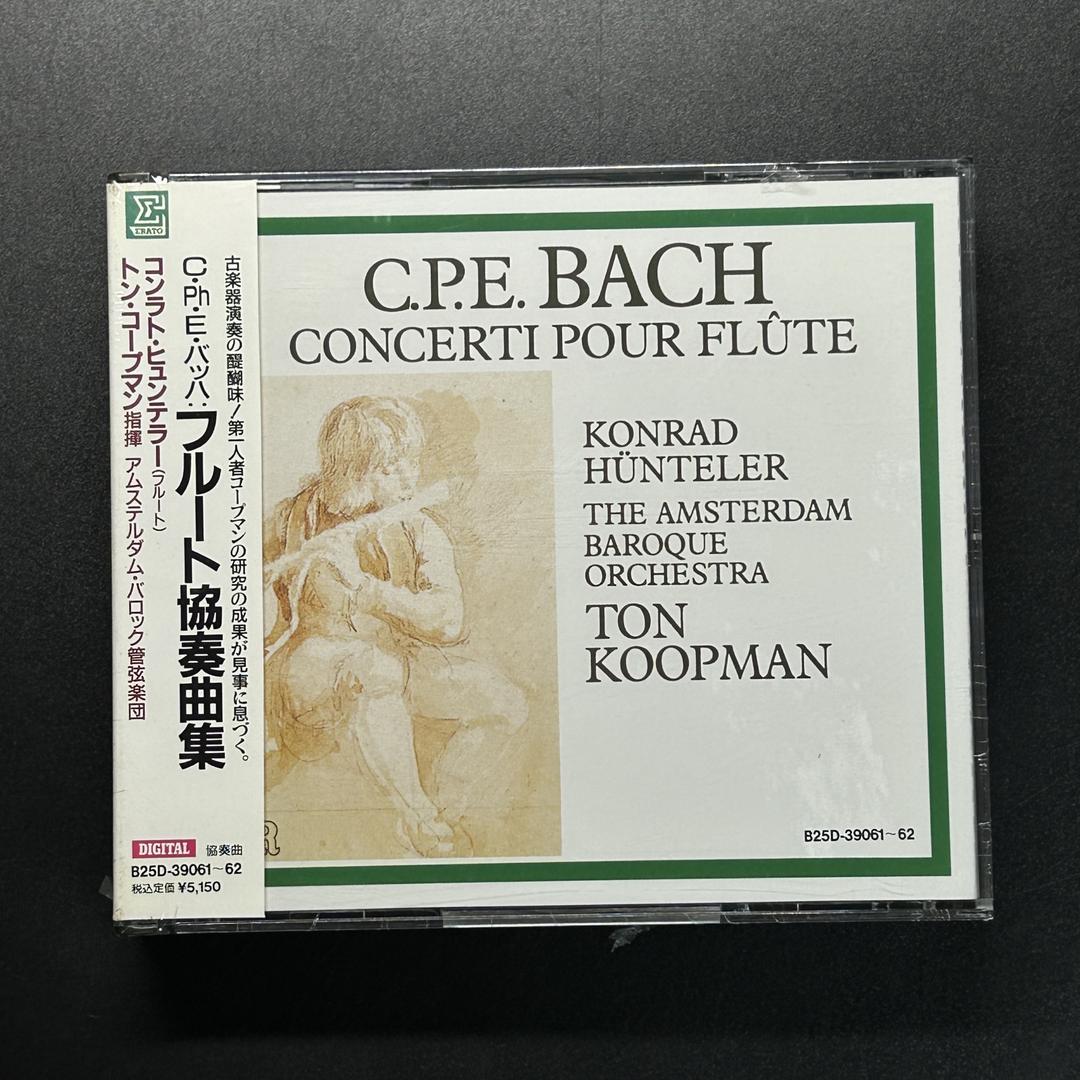 ERATO
古楽器演奏の醍醐味！第一人者コープマンの研究の成果が見事に息づく。
C・Ph・E・バッハ：フルート協奏曲集
コンラト・ヒュンテラー（フルート）
トン・コープマン指揮 アムステルダム・バロック管弦楽団
DIGITAL 協奏曲
B25D-39061～62
税込定価 ¥5,150
C.P.E. BACH
CONCERTI POUR FLÛTE
KONRAD
HÜNTELER
THE AMSTERDAM
BAROQUE
ORCHESTRA
TON
KOOPMAN
B25D-39061～62